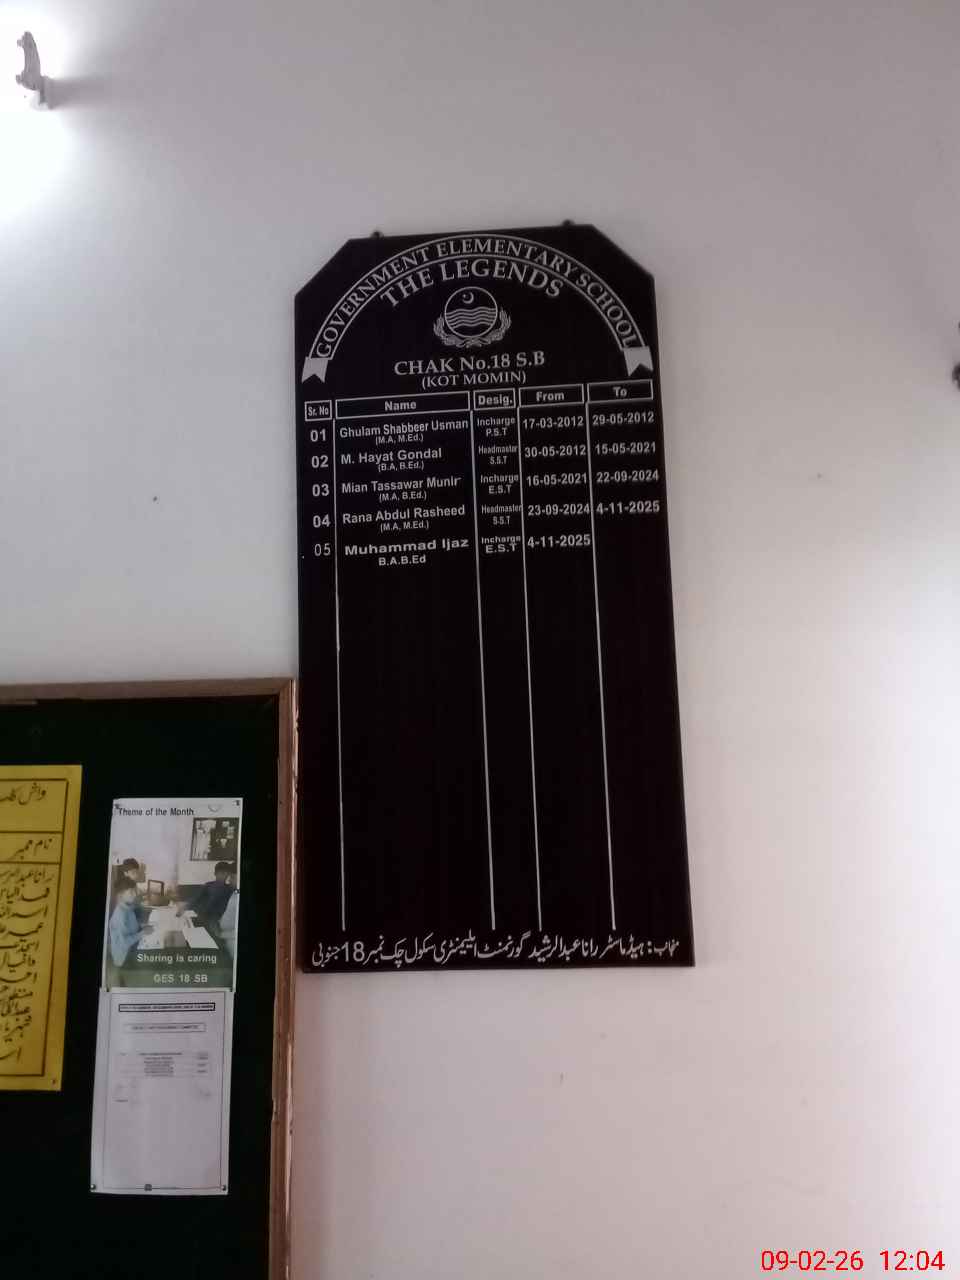 GOVERNMENT ELEMENTARY SCHOOL
THE LEGENDS
CHAK No.18 S.B
(KOT MOMIN)
Sr. No Name Desig. From To
01 Ghulam Shabbeer Usman (M.A, M.Ed.) Incharge P.S.T 17-03-2012 29-05-2012
02 M. Hayat Gondal (B.A, B.Ed.) Headmaster S.S.T 30-05-2012 15-05-2021
03 Mian Tassawar Munir (M.A, B.Ed.) Incharge E.S.T 16-05-2021 22-09-2024
04 Rana Abdul Rasheed (M.A, M.Ed.) Headmaster S-S-T 23-09-2024 4-11-2025
05 Muhammad Ijaz B.A.B.Ed Incharge E.S.T 4-11-2025
منجانب: ہیڈماسٹر رانا عبدالرشید گورنمنٹ ایلیمنٹری سکول چک نمبر 18 جنوبی
نام ممبر
Theme of the Month
Sharing is caring
GES 18 SB
09-02-26 12:04